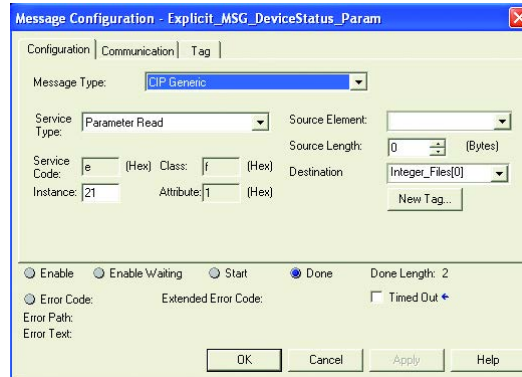 Message Configuration - Explicit_MSG_DeviceStatus_Param
Configuration Communication Tag
Message Type: CIP Generic
Service Type: Parameter Read Source Element:
Source Length: 0 (Bytes)
Service Code: e (Hex) Class: f (Hex) Destination Integer_Files[0]
Instance: 21 Attribute: 1 (Hex) New Tag...
Enable Enable Waiting Start Done Done Length: 2
Error Code: Extended Error Code: Timed Out
Error Path:
Error Text:
OK Cancel Apply Help